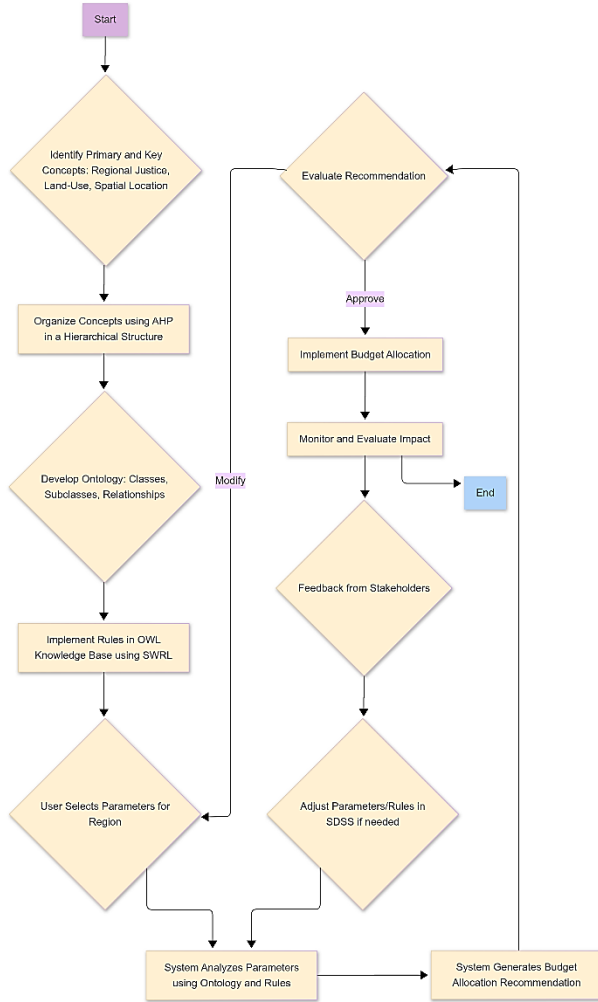 Start
Identify Primary and Key
Concepts: Regional Justice,
Land-Use, Spatial Location
Organize Concepts using AHP
in a Hierarchical Structure
Develop Ontology: Classes,
Subclasses, Relationships
Implement Rules in OWL
Knowledge Base using SWRL
User Selects Parameters for
Region
Modify
Evaluate Recommendation
Approve
Implement Budget Allocation
Monitor and Evaluate Impact
End
Feedback from Stakeholders
Adjust Parameters/Rules in
SDSS if needed
System Analyzes Parameters
using Ontology and Rules
System Generates Budget
Allocation Recommendation